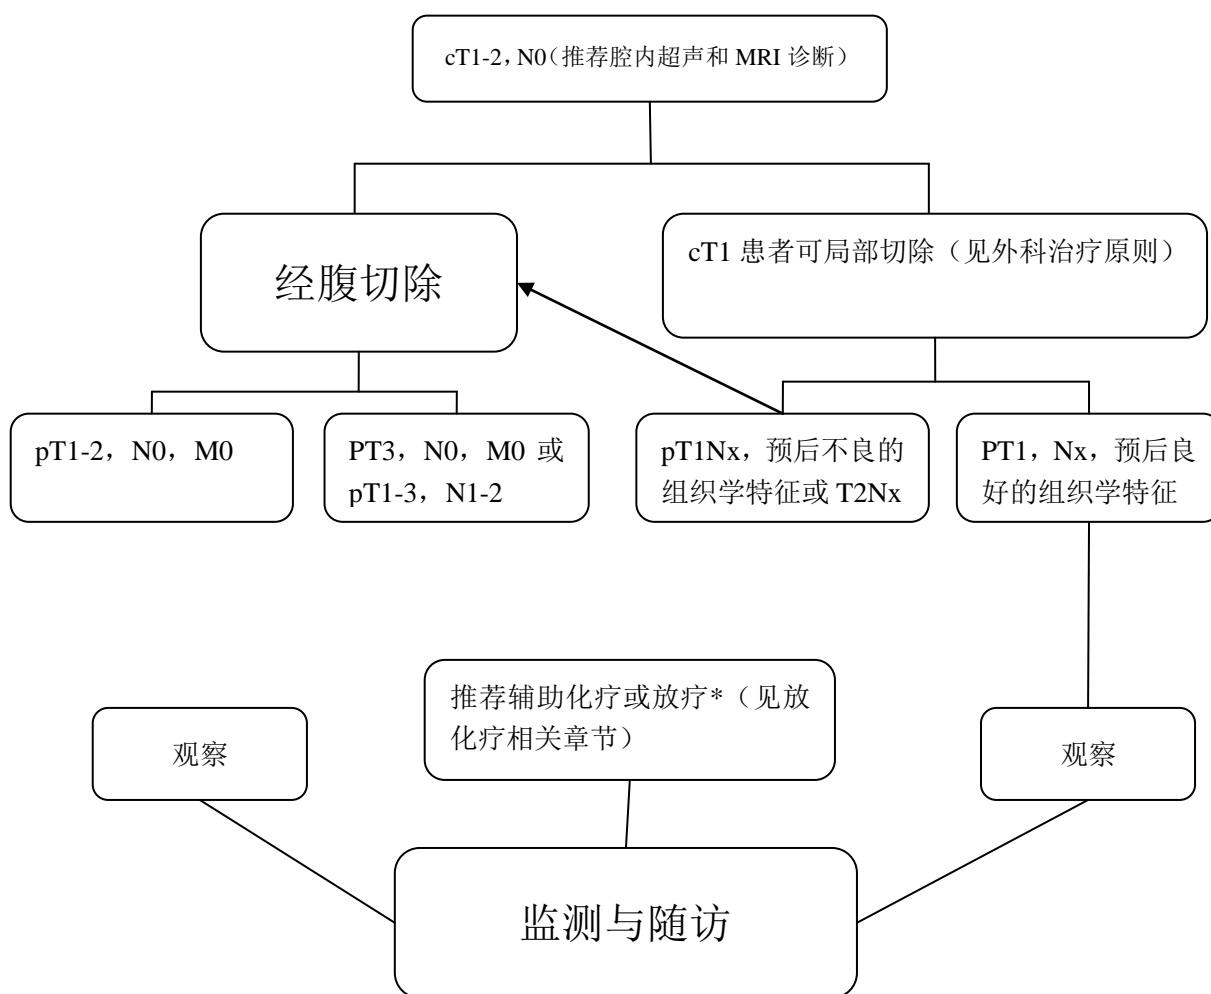 cT1-2，N0（推荐腔内超声和 MRI 诊断）
经腹切除
cT1 患者可局部切除（见外科治疗原则）
pT1-2，N0，M0
PT3，N0，M0 或
pT1-3，N1-2
pT1Nx，预后不良的
组织学特征或 T2Nx
PT1，Nx，预后良
好的组织学特征
观察
推荐辅助化疗或放疗*（见放
化疗相关章节）
观察
监测与随访